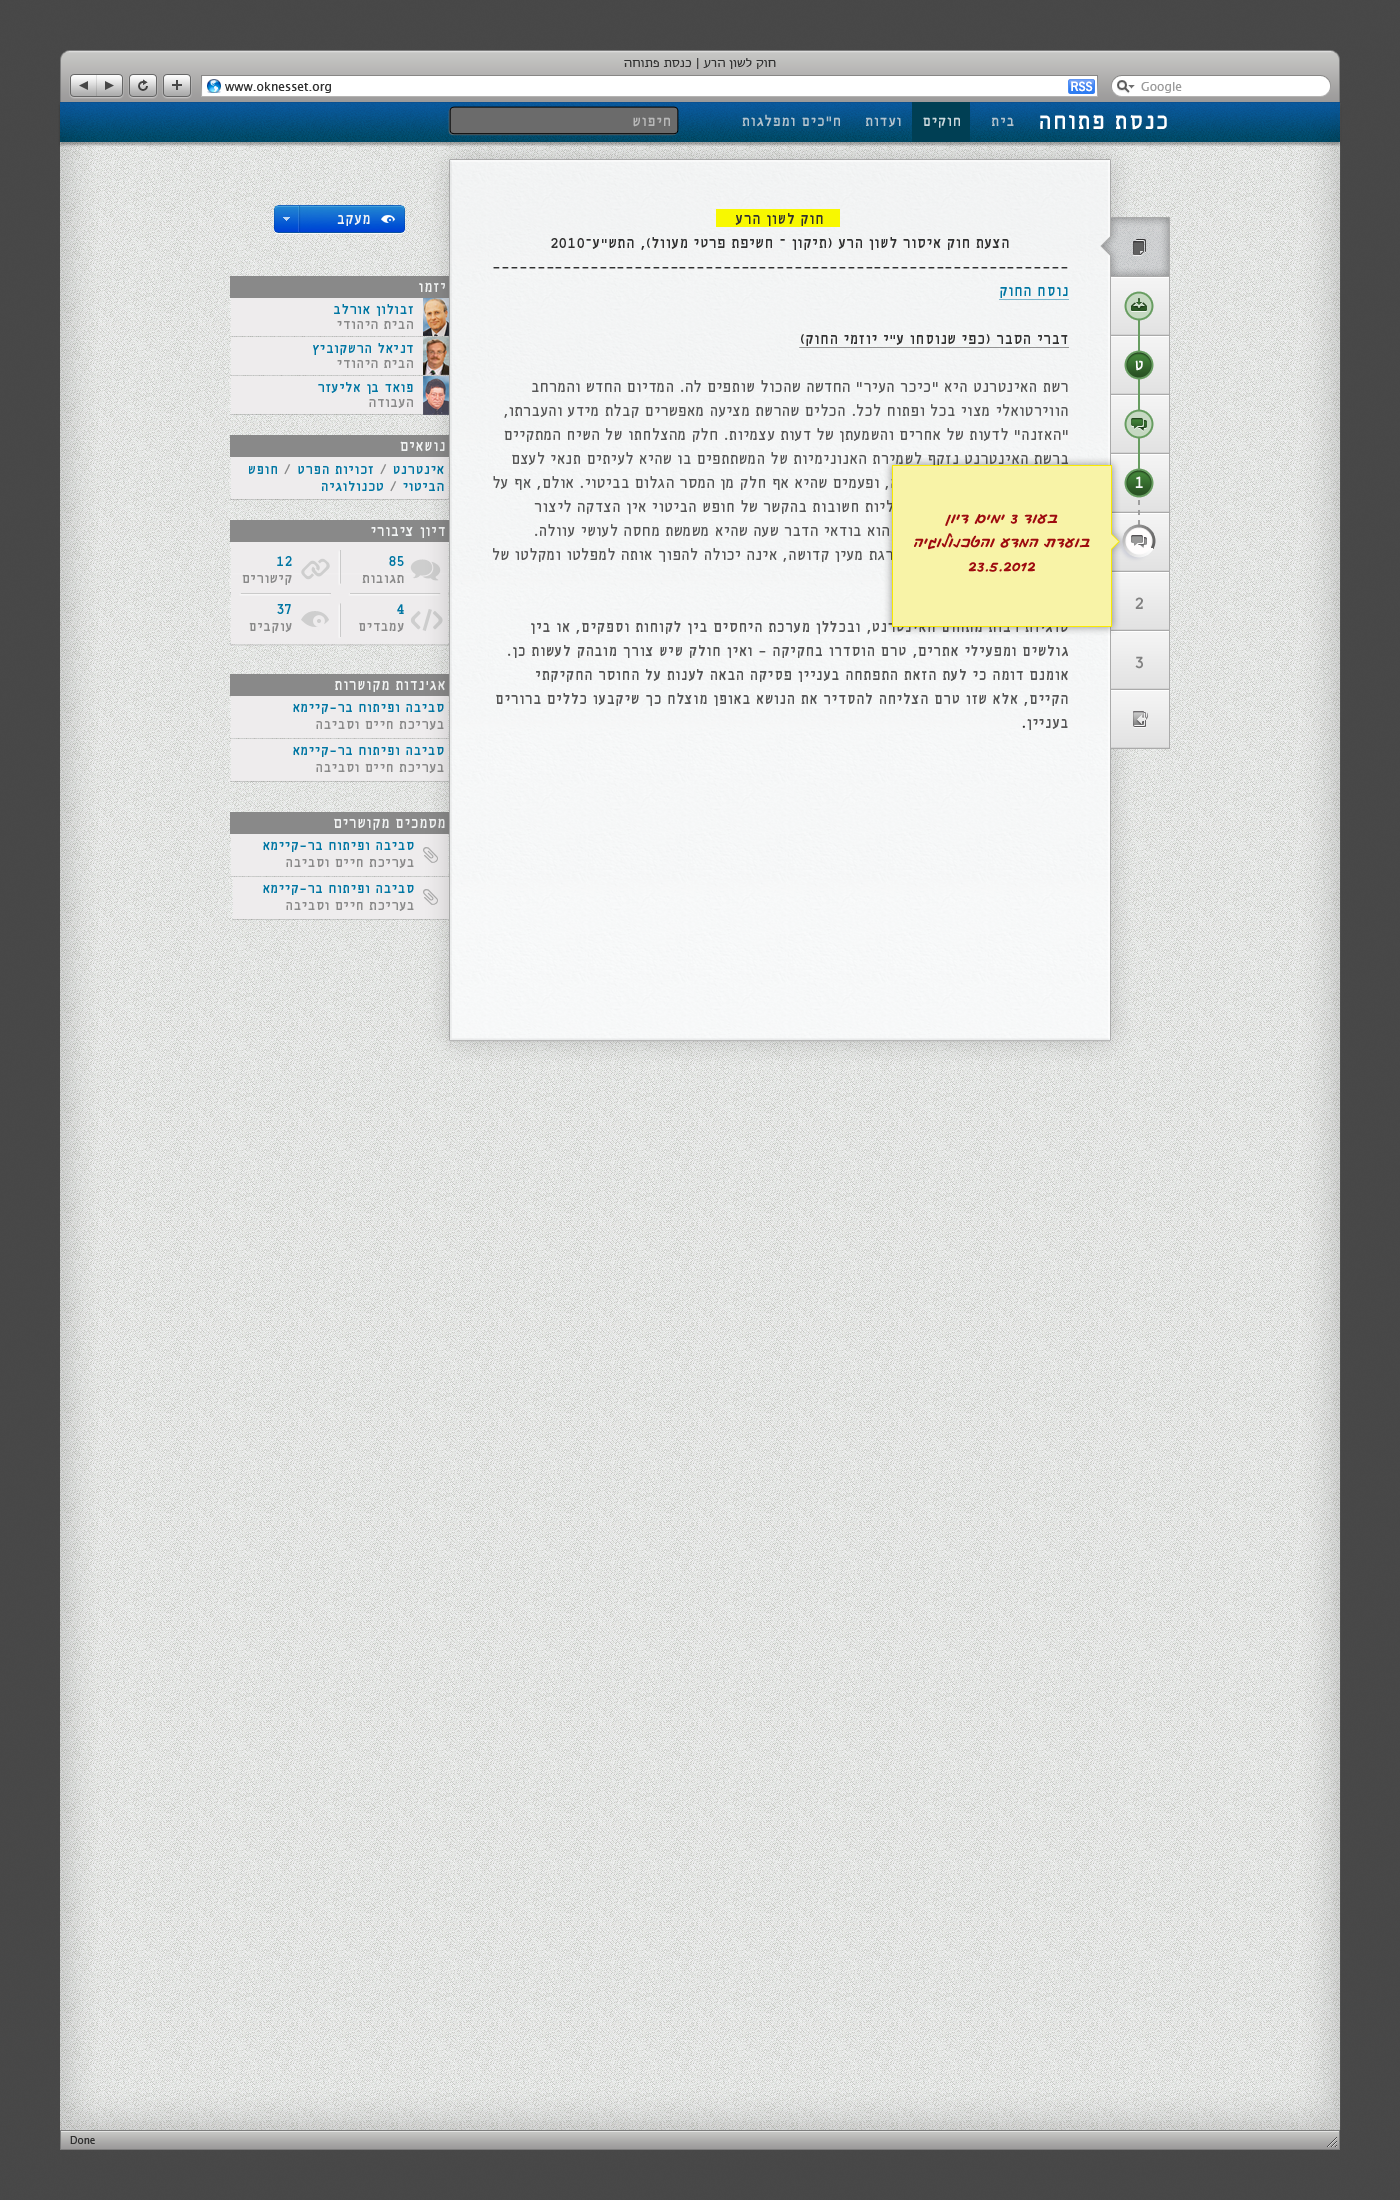 חוק לשון הרע | כנסת פתוחה
www.oknesset.org
RSS
Google
כנסת פתוחה
בית
חוקים
ועדות
ח"כים ומפלגות
חיפוש
חוק לשון הרע
הצעת חוק איסור לשון הרע (תיקון - חשיפת פרטי מעוול), התש"ע-2010
נוסח החוק
דברי הסבר (כפי שנוסחו ע"י יוזמי החוק)
רשת האינטרנט היא "כיכר העיר" החדשה שהכול שותפים לה. המדיום החדש והמרחב
הווירטואלי מצוי בכל ופתוח לכל. הכלים שהרשת מציעה מאפשרים קבלת מידע והעברתו,
"האזנה" לדעות של אחרים והשמעתן של דעות עצמיות. חלק מהצלחתו של השיח המתקיים
ברשת האינטרנט נזקף לשמירת האנונימיות של המשתתפים בו שהיא לעיתים תנאי לעצם
ופעמים שהיא אף חלק מן המסר הגלום בביטוי. אולם, אף על
חשובות בהקשר של חופש הביטוי אין הצדקה ליצור
הוא בודאי הדבר שעה שהיא משמשת מחסה לעושי עוולה.
מעין קדושה, אינה יכולה להפוך אותה למפלטו ומקלטו של
ובכללן מערכת היחסים בין לקוחות וספקים, או בין
גולשים ומפעילי אתרים, טרם הוסדרו בחקיקה - ואין חולק שיש צורך מובהק לעשות כן.
אומנם דומה כי לעת הזאת התפתחה בעניין פסיקה הבאה לענות על החוסר החקיקתי
הקיים, אלא שזו טרם הצליחה להסדיר את הנושא באופן מוצלח כך שיקבעו כללים ברורים
בעניין.
בעוד 3 ימים דיון
בועדת המדע והטכנולוגיה
23.5.2012
ט
1
2
3
מעקב
יזמו
זבולון אורלב
הבית היהודי
דניאל הרשקוביץ
הבית היהודי
פואד בן אליעזר
העבודה
נושאים
אינטרנט / זכויות הפרט / חופש
הביטוי / טכנולוגיה
דיון ציבורי
85
תגובות
12
קישורים
4
עמבדים
37
עוקבים
אג'נדות מקושרות
סביבה ופיתוח בר-קיימא
בעריכת חיים וסביבה
סביבה ופיתוח בר-קיימא
בעריכת חיים וסביבה
מסמכים מקושרים
סביבה ופיתוח בר-קיימא
בעריכת חיים וסביבה
סביבה ופיתוח בר-קיימא
בעריכת חיים וסביבה
Done